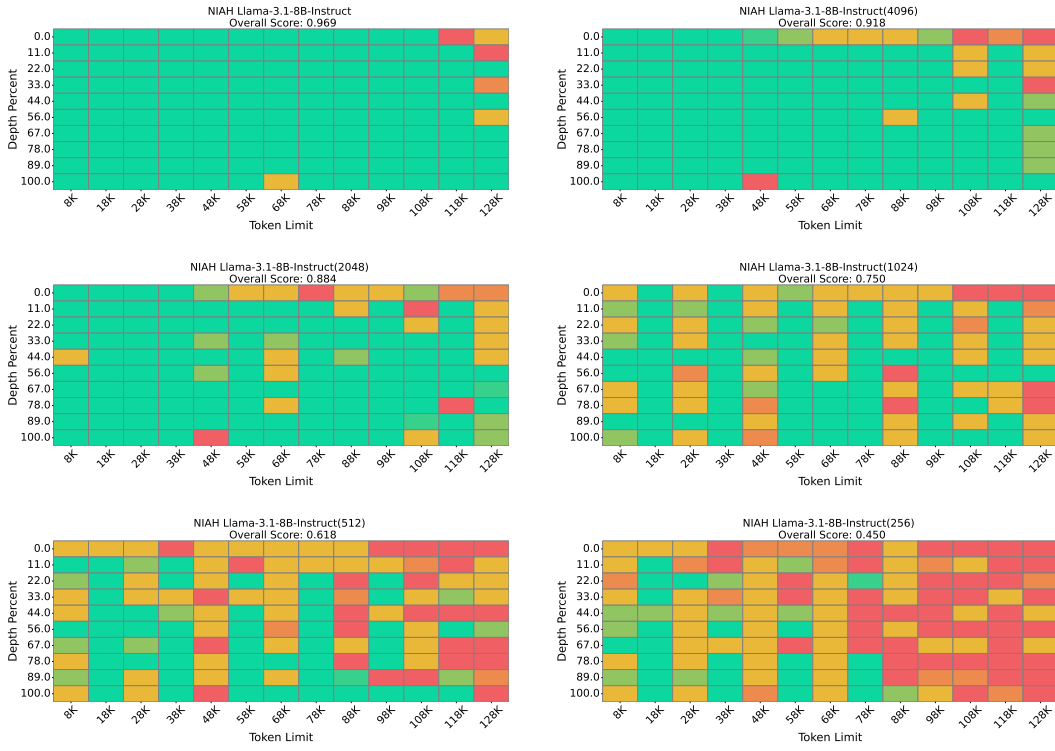 NIAH Llama-3.1-8B-Instruct
Overall Score: 0.969
Depth Percent
0.0
11.0
22.0
33.0
44.0
56.0
67.0
78.0
89.0
100.0
8K 18K 28K 38K 48K 58K 68K 78K 88K 98K 108K 118K 128K
Token Limit
NIAH Llama-3.1-8B-Instruct(4096)
Overall Score: 0.918
Depth Percent
0.0
11.0
22.0
33.0
44.0
56.0
67.0
78.0
89.0
100.0
8K 18K 28K 38K 48K 58K 68K 78K 88K 98K 108K 118K 128K
Token Limit
NIAH Llama-3.1-8B-Instruct(2048)
Overall Score: 0.884
Depth Percent
0.0
11.0
22.0
33.0
44.0
56.0
67.0
78.0
89.0
100.0
8K 18K 28K 38K 48K 58K 68K 78K 88K 98K 108K 118K 128K
Token Limit
NIAH Llama-3.1-8B-Instruct(1024)
Overall Score: 0.750
Depth Percent
0.0
11.0
22.0
33.0
44.0
56.0
67.0
78.0
89.0
100.0
8K 18K 28K 38K 48K 58K 68K 78K 88K 98K 108K 118K 128K
Token Limit
NIAH Llama-3.1-8B-Instruct(512)
Overall Score: 0.618
Depth Percent
0.0
11.0
22.0
33.0
44.0
56.0
67.0
78.0
89.0
100.0
8K 18K 28K 38K 48K 58K 68K 78K 88K 98K 108K 118K 128K
Token Limit
NIAH Llama-3.1-8B-Instruct(256)
Overall Score: 0.450
Depth Percent
0.0
11.0
22.0
33.0
44.0
56.0
67.0
78.0
89.0
100.0
8K 18K 28K 38K 48K 58K 68K 78K 88K 98K 108K 118K 128K
Token Limit